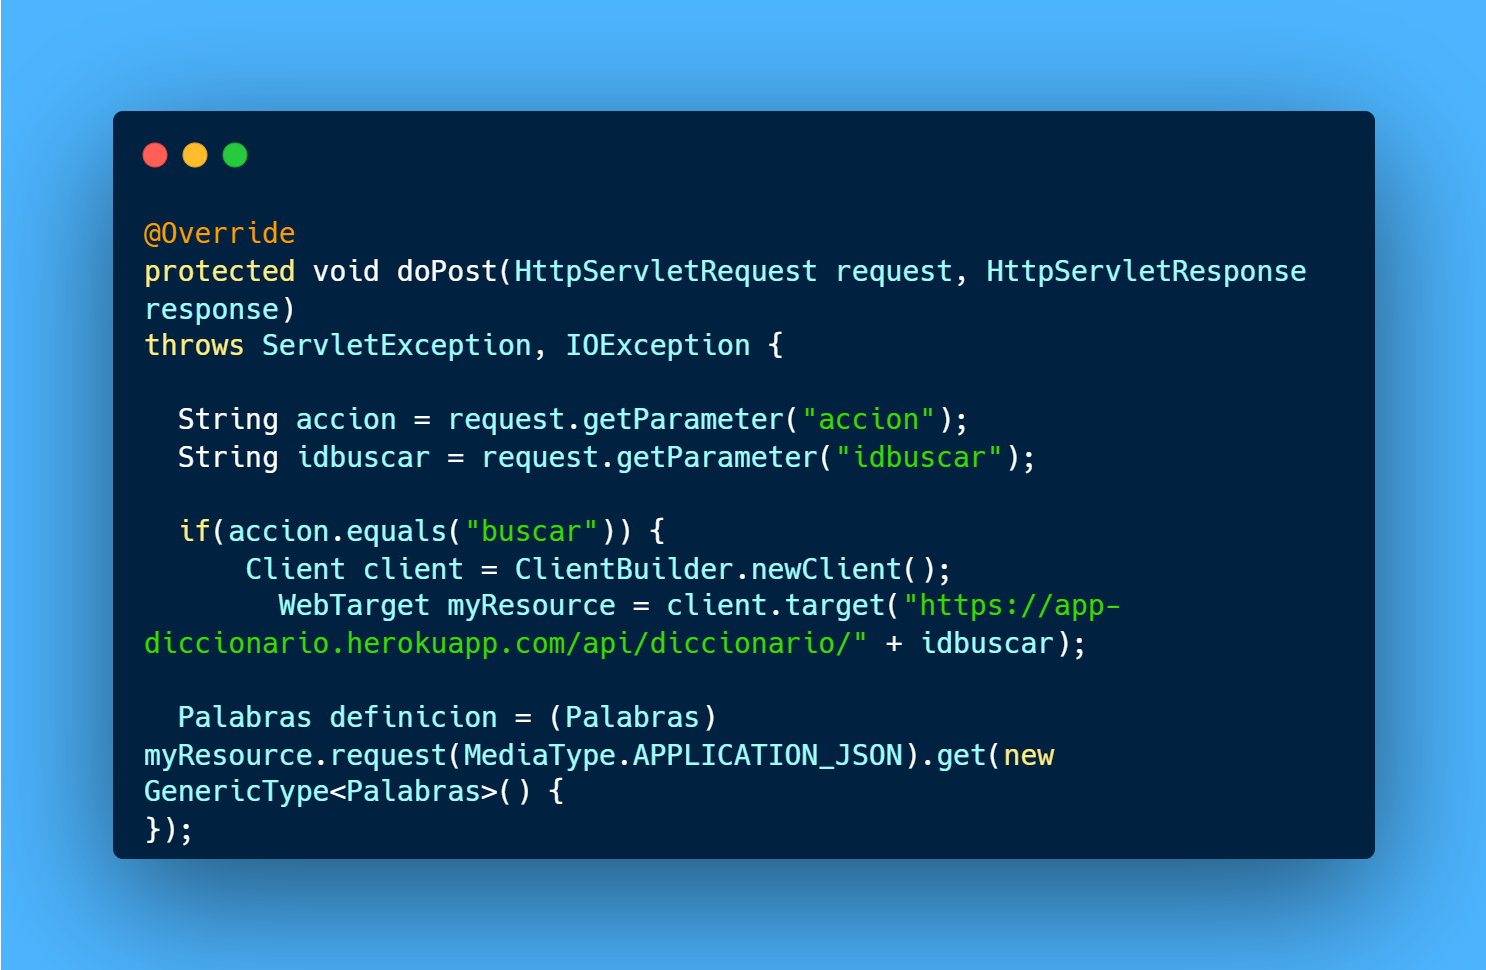 @Override
protected void doPost(HttpServletRequest request, HttpServletResponse
response)
throws ServletException, IOException {
String accion = request.getParameter("accion");
String idbuscar = request.getParameter("idbuscar");
if(accion.equals("buscar")) {
Client client = ClientBuilder.newClient();
WebTarget myResource = client.target("https://app-
diccionario.herokuapp.com/api/diccionario/" + idbuscar);
Palabras definicion = (Palabras)
myResource.request(MediaType.APPLICATION_JSON).get(new
GenericType<Palabras>() {
});